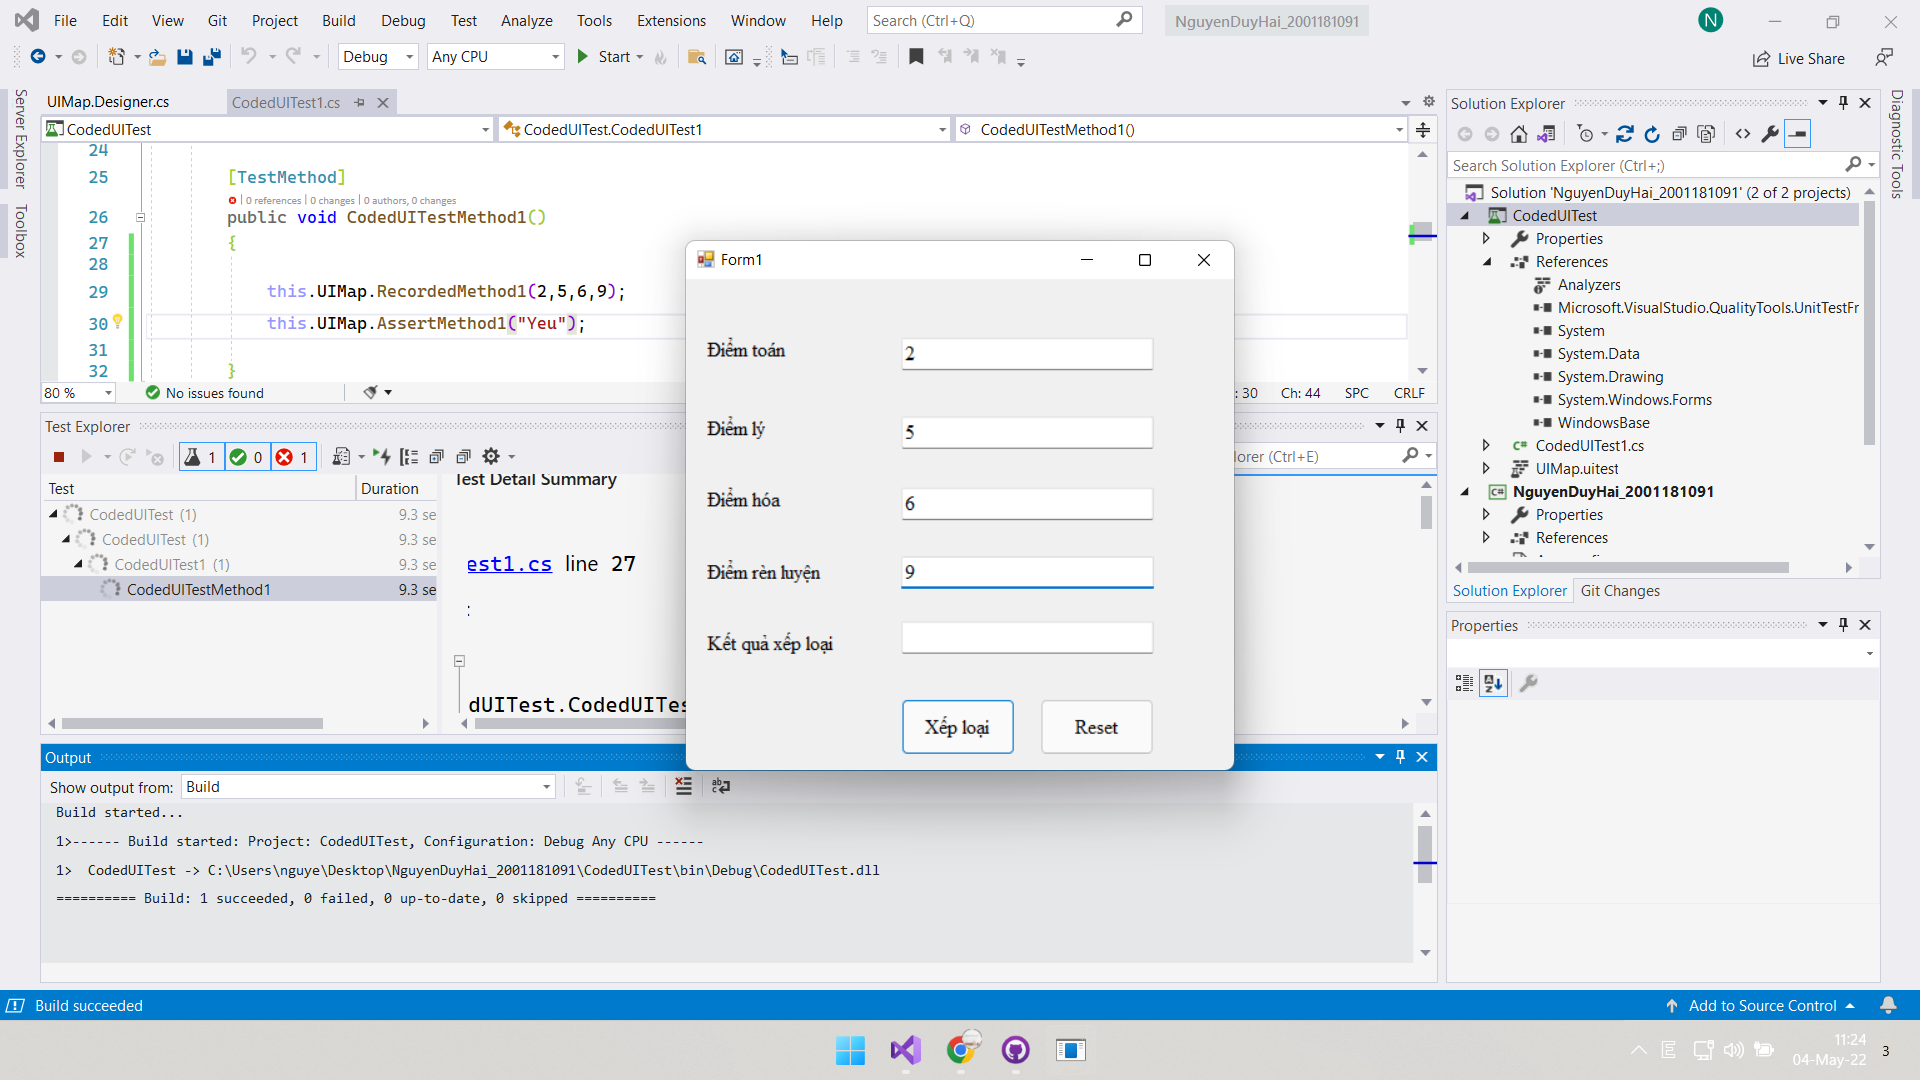 File Edit View Git Project Build Debug Test Analyze Tools Extensions Window Help Search (Ctrl+Q) NguyenDuyHai_2001181091 N
Debug Any CPU Start Live Share
Server Explorer
Toolbox
UIMap.Designer.cs CodedUITest1.cs
CodedUITest CodedUITest.CodedUITest1 CodedUITestMethod1()
24
25 [TestMethod]
0 references | 0 changes | 0 authors, 0 changes
26 public void CodedUITestMethod1()
27 {
28
29 this.UIMap.RecordedMethod1(2,5,6,9);
30 this.UIMap.AssertMethod1("Yeu");
31
32 }
80 % No issues found : 30 Ch: 44 SPC CRLF
Test Explorer
1 0 1 lorer (Ctrl+E)
Test Duration
CodedUITest (1) 9.3 se
CodedUITest (1) 9.3 se
CodedUITest1 (1) 9.3 se
CodedUITestMethod1 9.3 se
Test Detail Summary
est1.cs line 27
:
dUITest.CodedUITes
Form1
Điểm toán 2
Điểm lý 5
Điểm hóa 6
Điểm rèn luyện 9
Kết quả xếp loại
Xếp loại Reset
Output
Show output from: Build
Build started...
1>------ Build started: Project: CodedUITest, Configuration: Debug Any CPU ------
1> CodedUITest -> C:\Users\nguye\Desktop\NguyenDuyHai_2001181091\CodedUITest\bin\Debug\CodedUITest.dll
========== Build: 1 succeeded, 0 failed, 0 up-to-date, 0 skipped ==========
Solution Explorer
Search Solution Explorer (Ctrl+;)
Solution 'NguyenDuyHai_2001181091' (2 of 2 projects)
CodedUITest
Properties
References
Analyzers
Microsoft.VisualStudio.QualityTools.UnitTestFr
System
System.Data
System.Drawing
System.Windows.Forms
WindowsBase
C# CodedUITest1.cs
UIMap.uitest
C# NguyenDuyHai_2001181091
Properties
References
Solution Explorer Git Changes
Properties
Diagnostic Tools
Build succeeded Add to Source Control
11:24
04-May-22 3